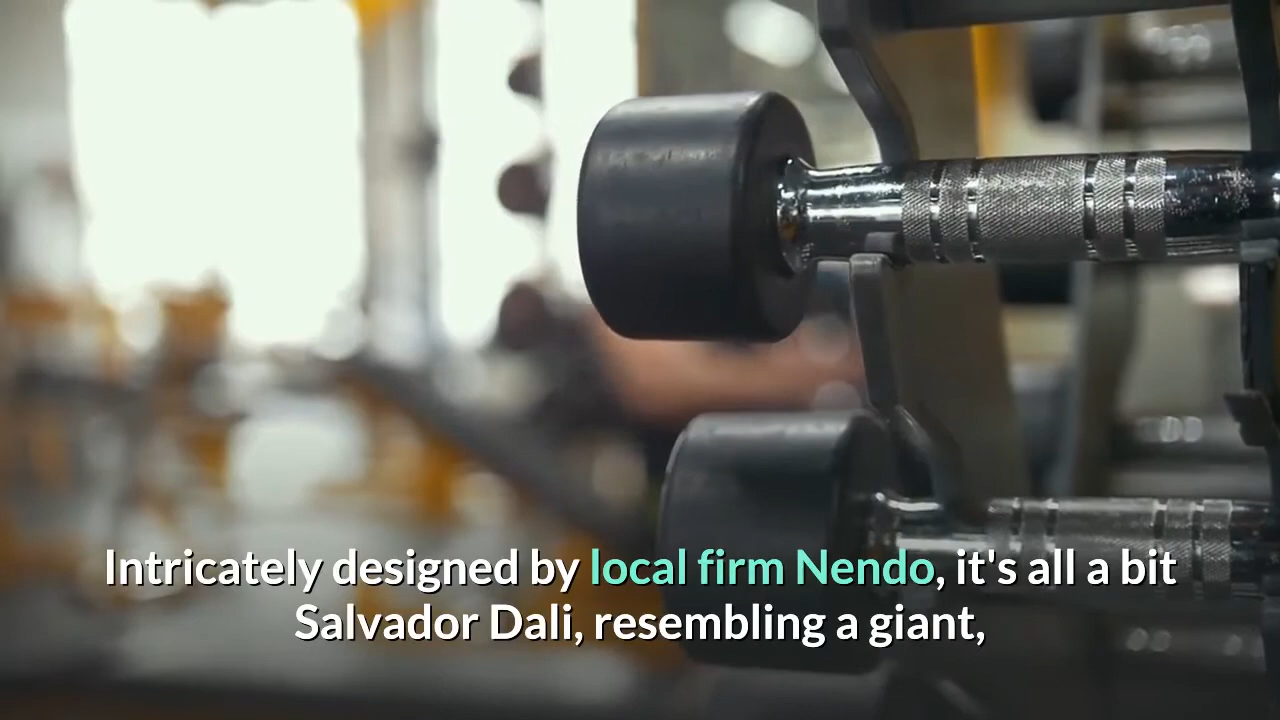 Intricately designed by local firm Nendo, it's all a bit
Salvador Dali, resembling a giant,